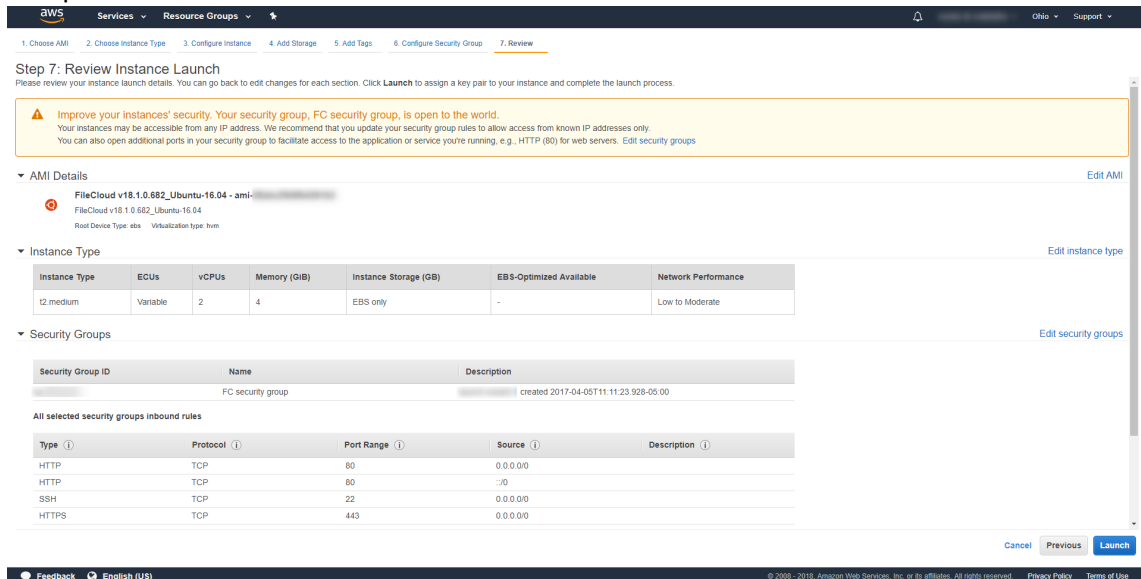 aws Services Resource Groups Ohio Support
1. Choose AMI 2. Choose Instance Type 3. Configure Instance 4. Add Storage 5. Add Tags 6. Configure Security Group 7. Review
Step 7: Review Instance Launch
Please review your instance launch details. You can go back to edit changes for each section. Click Launch to assign a key pair to your instance and complete the launch process.
Improve your instances' security. Your security group, FC security group, is open to the world.
Your instances may be accessible from any IP address. We recommend that you update your security group rules to allow access from known IP addresses only.
You can also open additional ports in your security group to facilitate access to the application or service you're running, e.g., HTTP (80) for web servers. Edit security groups
AMI Details Edit AMI
FileCloud v18.1.0.682_Ubuntu-16.04 - ami-
FileCloud v18.1.0.682_Ubuntu-16.04
Root Device Type: ebs Virtualization type: hvm
Instance Type Edit instance type
Instance Type ECUs vCPUs Memory (GiB) Instance Storage (GB) EBS-Optimized Available Network Performance
t2.medium Variable 2 4 EBS only - Low to Moderate
Security Groups Edit security groups
Security Group ID Name Description
FC security group created 2017-04-05T11:11:23.928-05:00
All selected security groups inbound rules
Type Protocol Port Range Source Description
HTTP TCP 80 0.0.0.0/0
HTTP TCP 80 ::/0
SSH TCP 22 0.0.0.0/0
HTTPS TCP 443 0.0.0.0/0
Cancel Previous Launch
Feedback English (US) © 2008 - 2018, Amazon Web Services, Inc. or its affiliates. All rights reserved. Privacy Policy Terms of Use